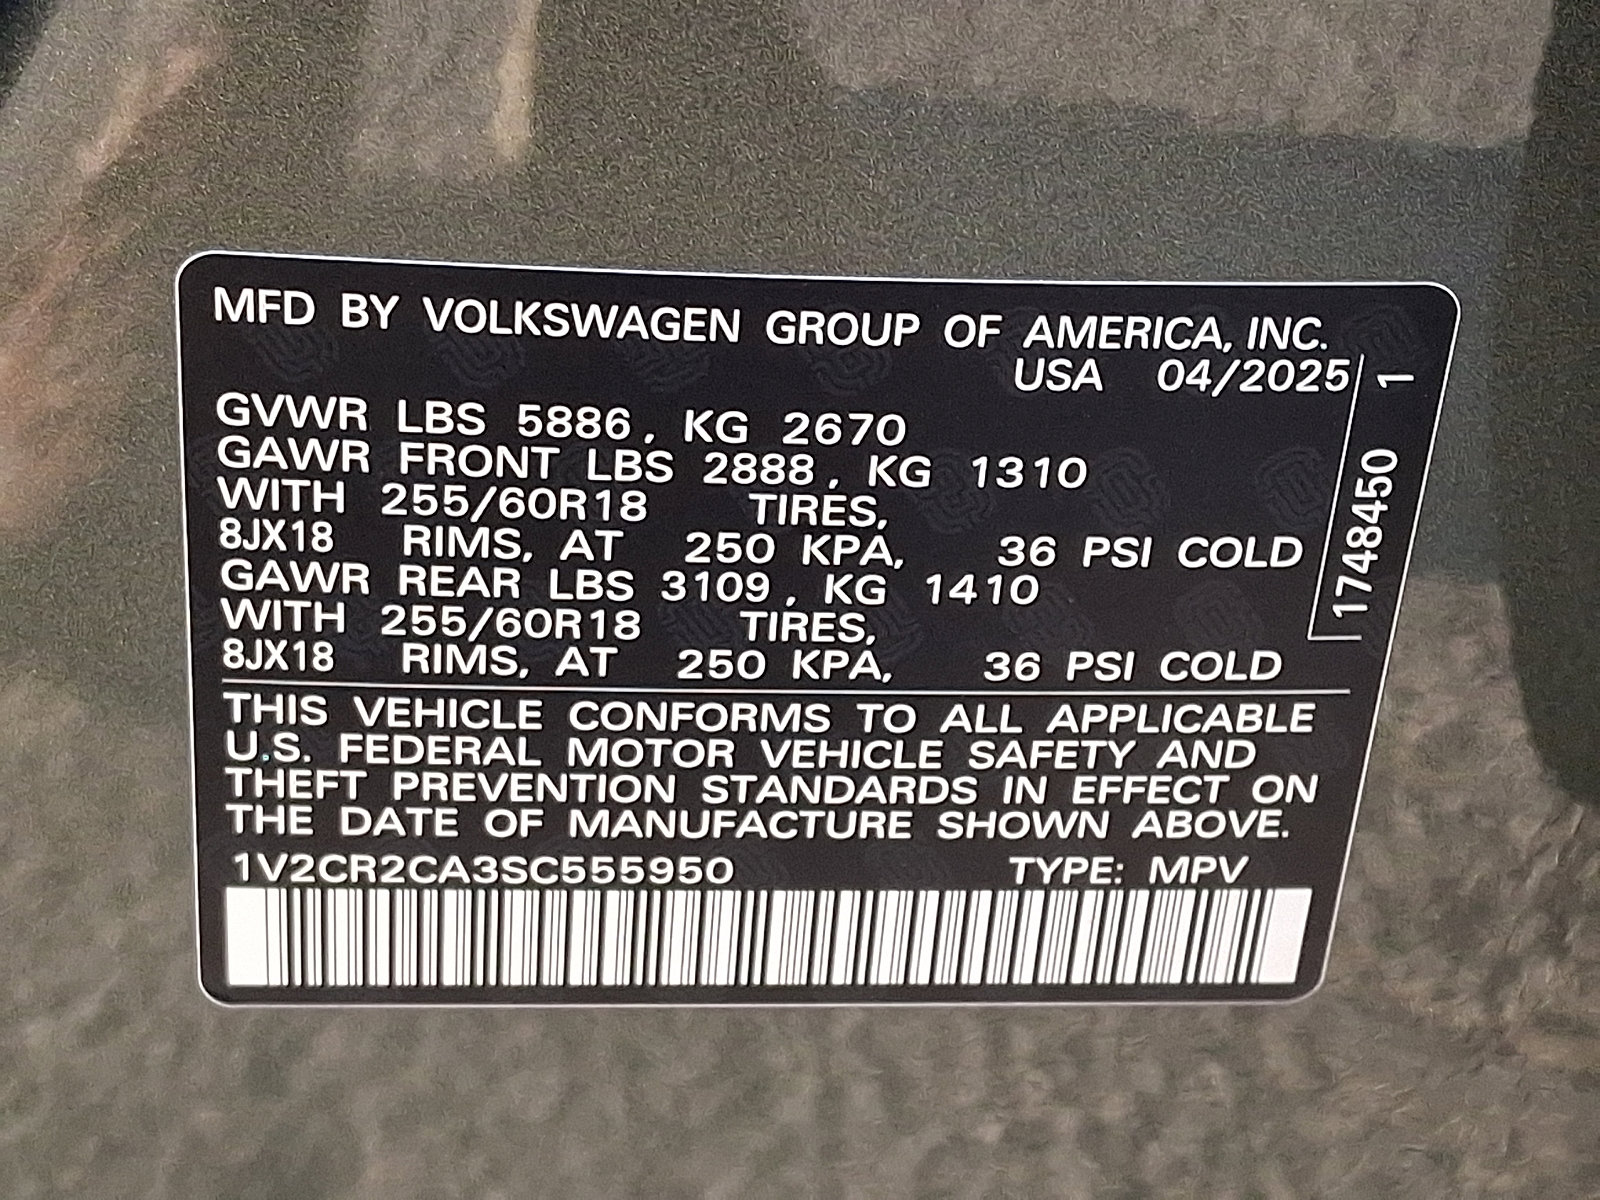 MFD BY VOLKSWAGEN GROUP OF AMERICA, INC.
USA 04/2025
GVWR LBS 5886, KG 2670
GAWR FRONT LBS 2888, KG 1310
WITH 255/60R18 TIRES,
8JX18 RIMS, AT 250 KPA, 36 PSI COLD
GAWR REAR LBS 3109, KG 1410
WITH 255/60R18 TIRES,
8JX18 RIMS, AT 250 KPA, 36 PSI COLD
1748450 1
THIS VEHICLE CONFORMS TO ALL APPLICABLE
U.S. FEDERAL MOTOR VEHICLE SAFETY AND
THEFT PREVENTION STANDARDS IN EFFECT ON
THE DATE OF MANUFACTURE SHOWN ABOVE.
1V2CR2CA3SC555950 TYPE: MPV